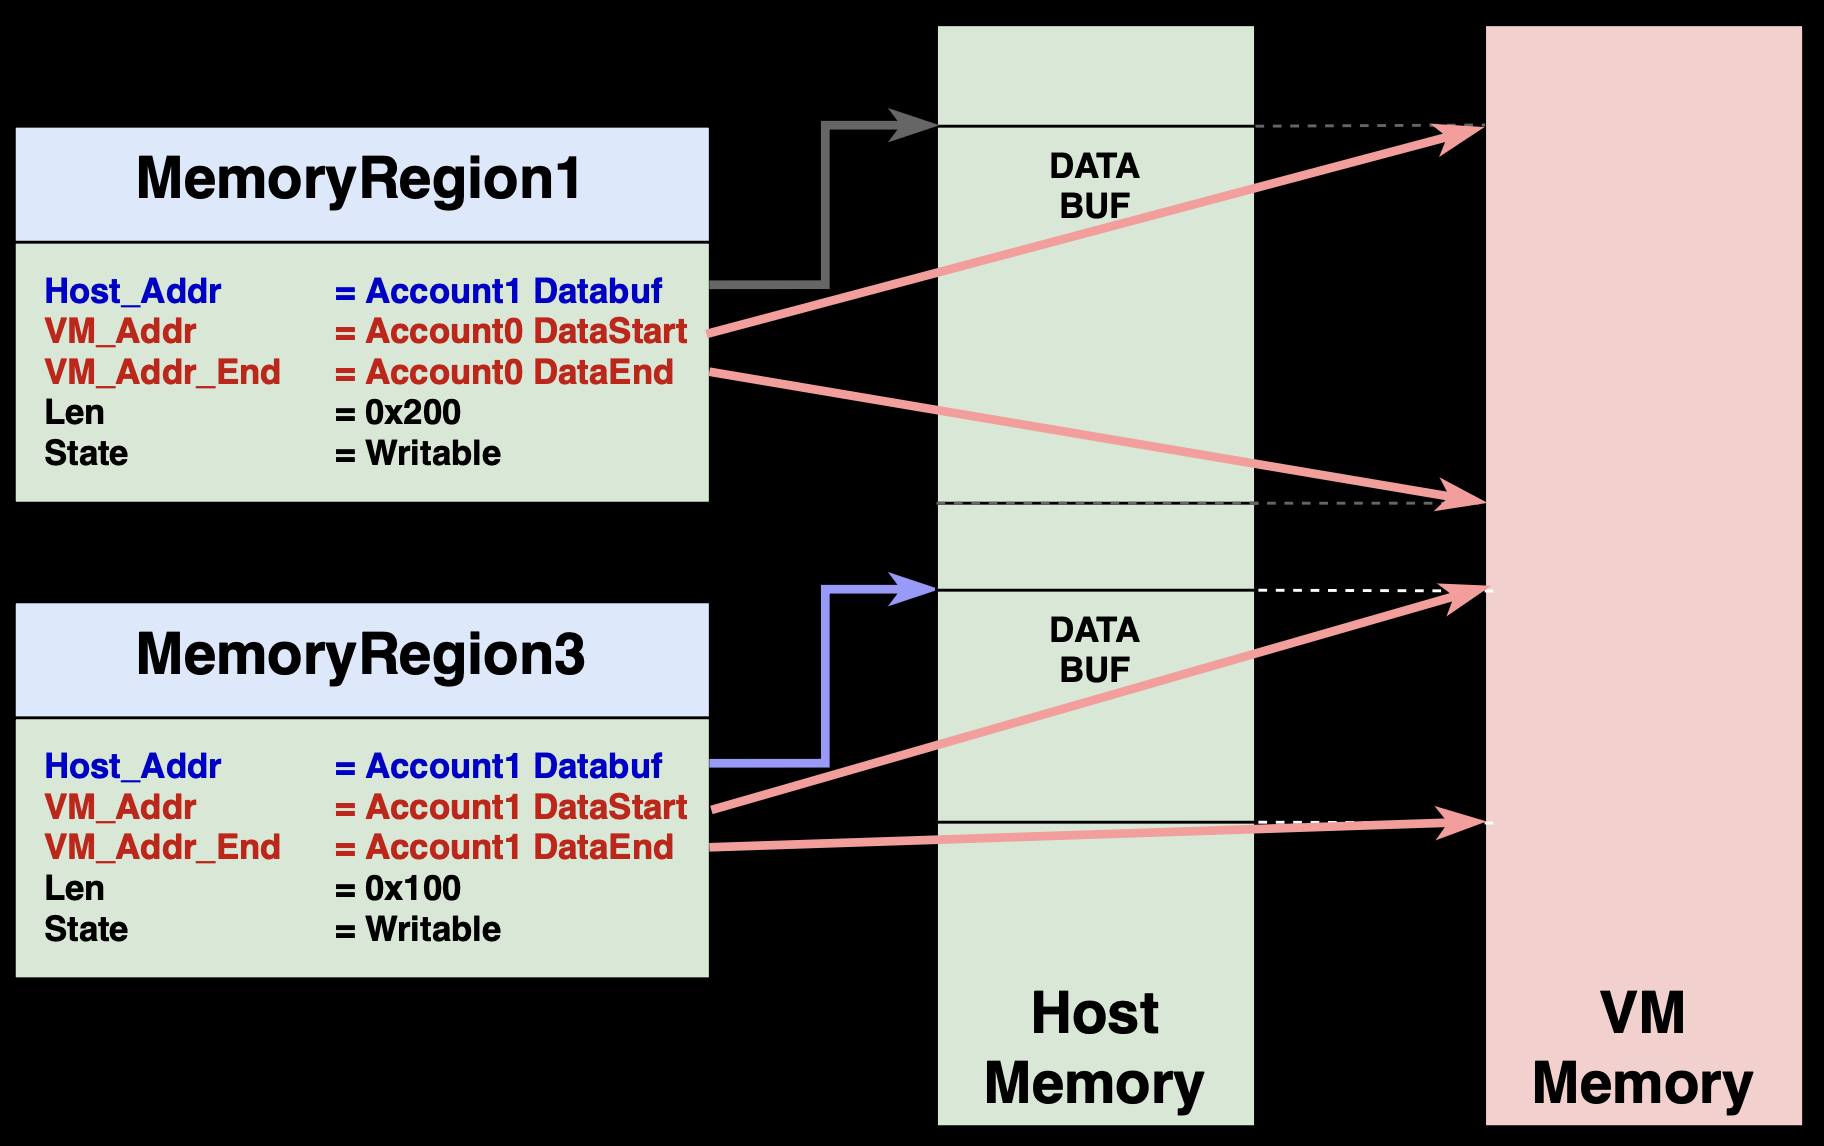 MemoryRegion1
Host_Addr = Account1 Databuf
VM_Addr = Account0 DataStart
VM_Addr_End = Account0 DataEnd
Len = 0x200
State = Writable
MemoryRegion3
Host_Addr = Account1 Databuf
VM_Addr = Account1 DataStart
VM_Addr_End = Account1 DataEnd
Len = 0x100
State = Writable
DATA
BUF
DATA
BUF
Host
Memory
VM
Memory